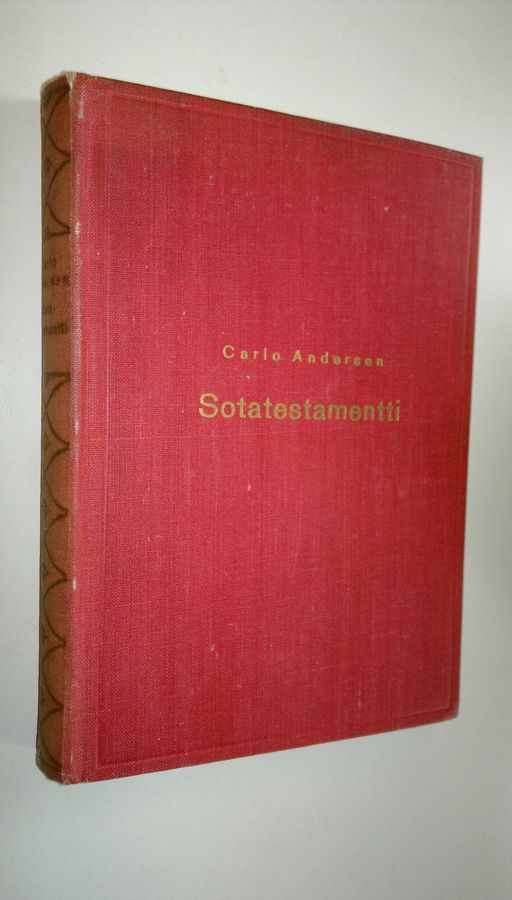 Carlo Andersen
Sotatestamentti